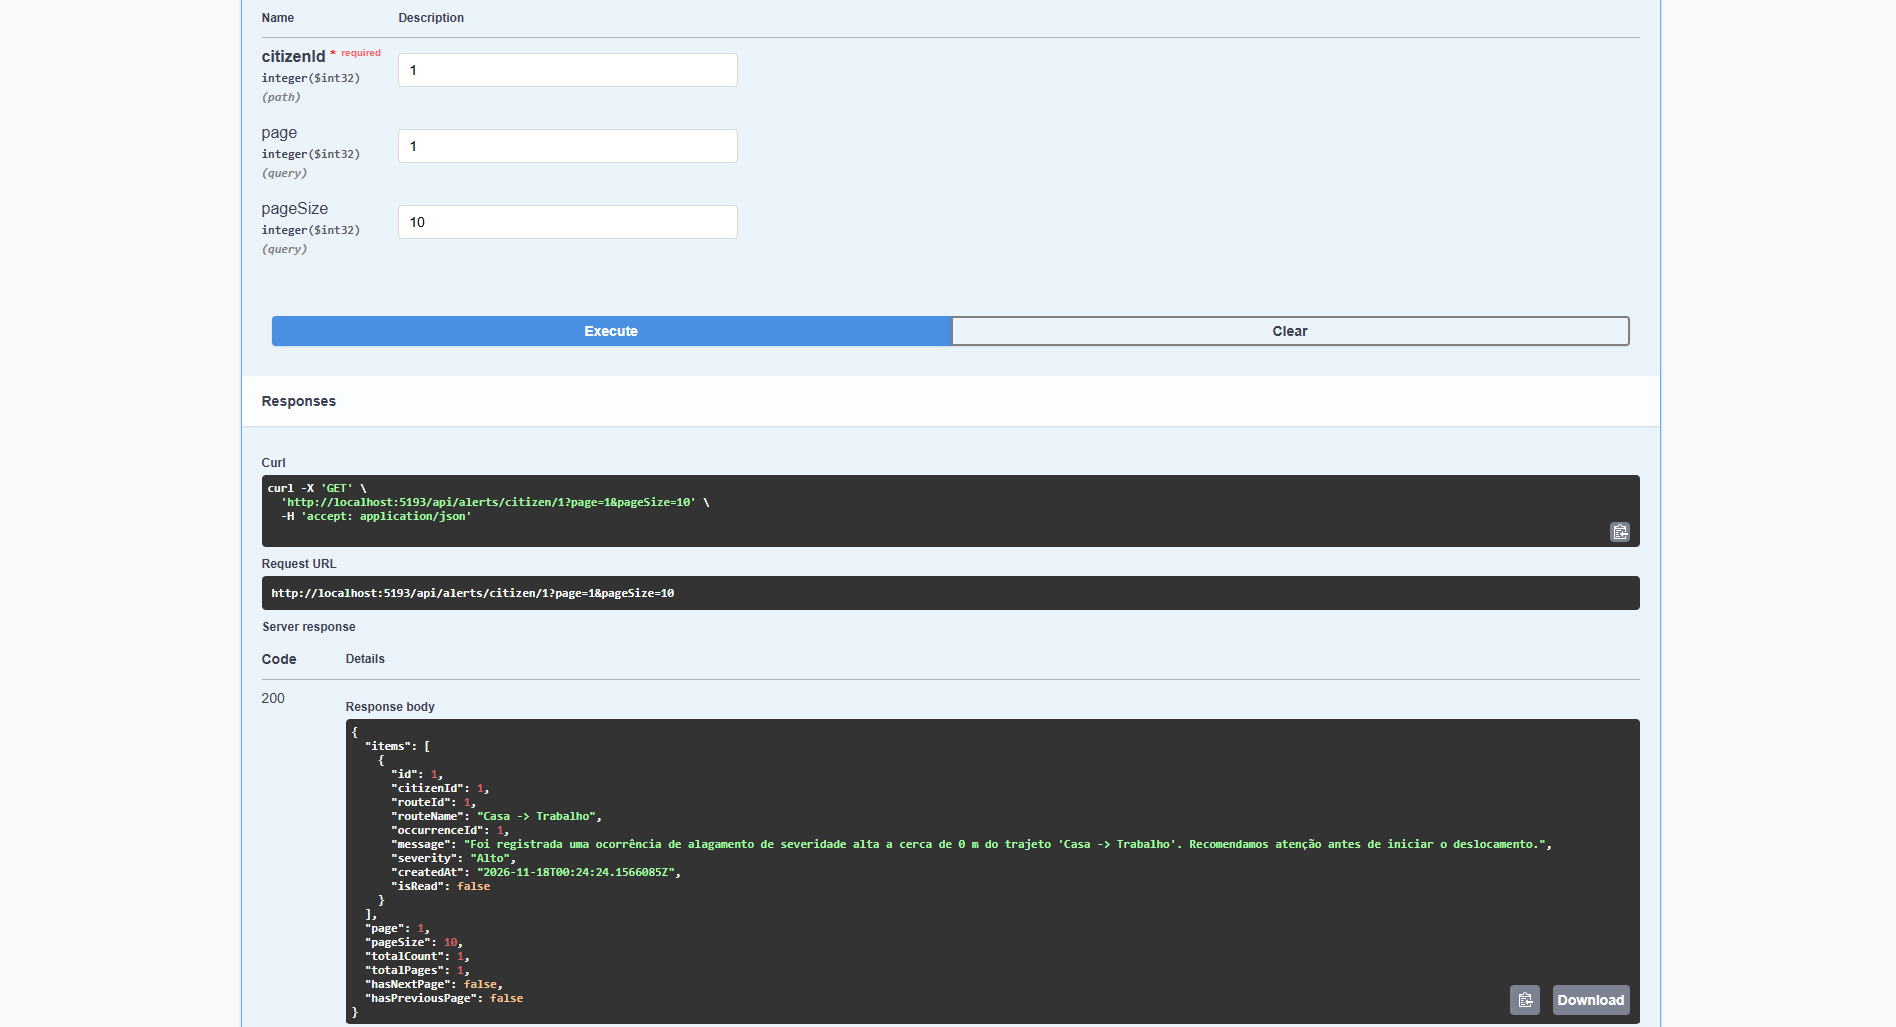 Name Description
citizenId * required
integer($int32)
(path)
1
page
integer($int32)
(query)
1
pageSize
integer($int32)
(query)
10
Execute Clear
Responses
Curl
curl -X 'GET' \
  'http://localhost:5193/api/alerts/citizen/1?page=1&pageSize=10' \
  -H 'accept: application/json'
Request URL
http://localhost:5193/api/alerts/citizen/1?page=1&pageSize=10
Server response
Code Details
200
Response body
{
  "items": [
    {
      "id": 1,
      "citizenId": 1,
      "routeId": 1,
      "routeName": "Casa -> Trabalho",
      "occurrenceId": 1,
      "message": "Foi registrada uma ocorrência de alagamento de severidade alta a cerca de 0 m do trajeto 'Casa -> Trabalho'. Recomendamos atenção antes de iniciar o deslocamento.",
      "severity": "Alto",
      "createdAt": "2026-11-18T00:24:24.1566085Z",
      "isRead": false
    }
  ],
  "page": 1,
  "pageSize": 10,
  "totalCount": 1,
  "totalPages": 1,
  "hasNextPage": false,
  "hasPreviousPage": false
}
Download